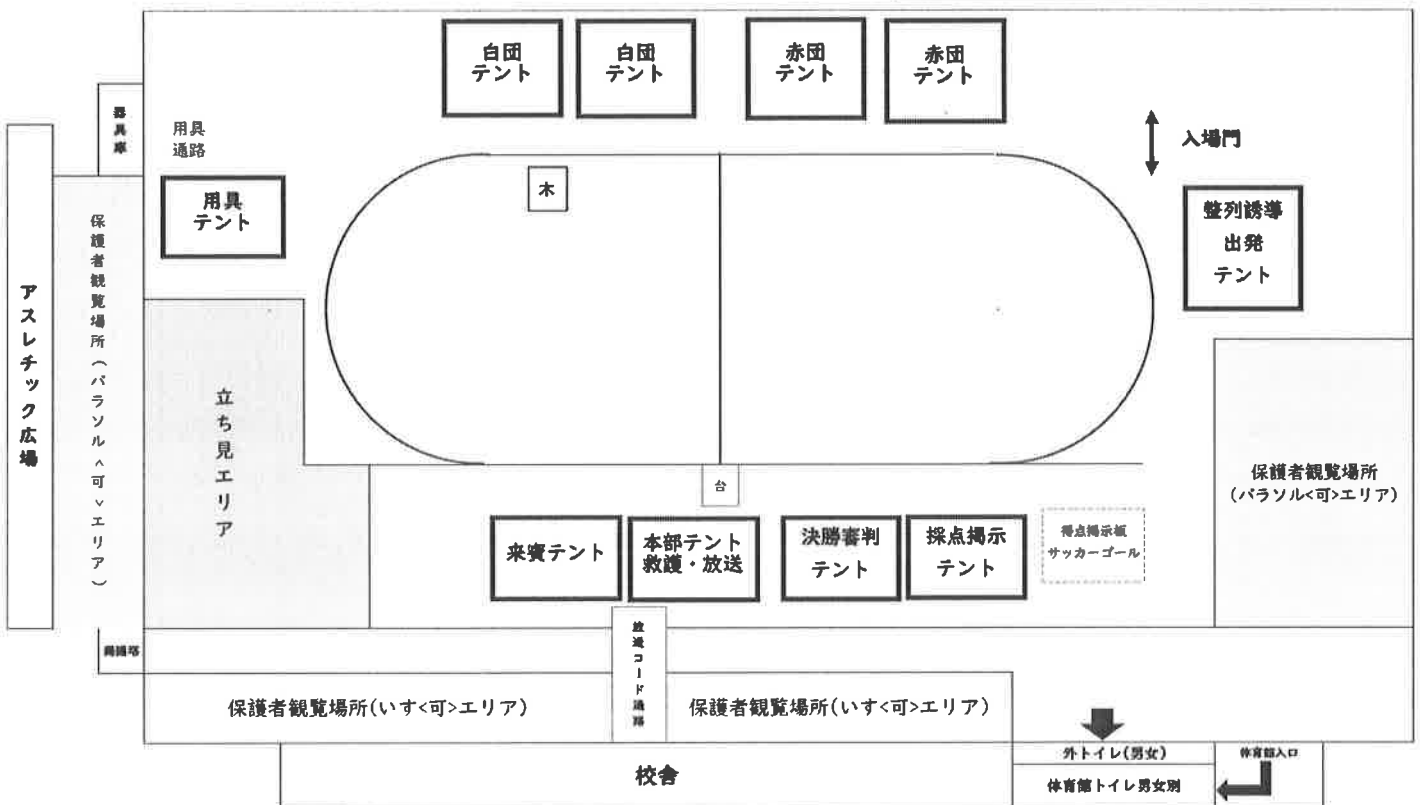 白団
テント
白団
テント
赤団
テント
赤団
テント
器具庫
用具
通路
入場門
木
用具
テント
整列誘導
出発
テント
アスレチック広場
保護者観覧場所(パラソル<可>エリア)
立ち見エリア
保護者観覧場所
(パラソル<可>エリア)
台
来賓テント
本部テント
救護・放送
決勝審判
テント
採点掲示
テント
得点掲示板
サッカーゴール
放送コード通路
保護者観覧場所(いす<可>エリア)
保護者観覧場所(いす<可>エリア)
外トイレ(男女)
体育館入口
校舎
体育館トイレ男女別